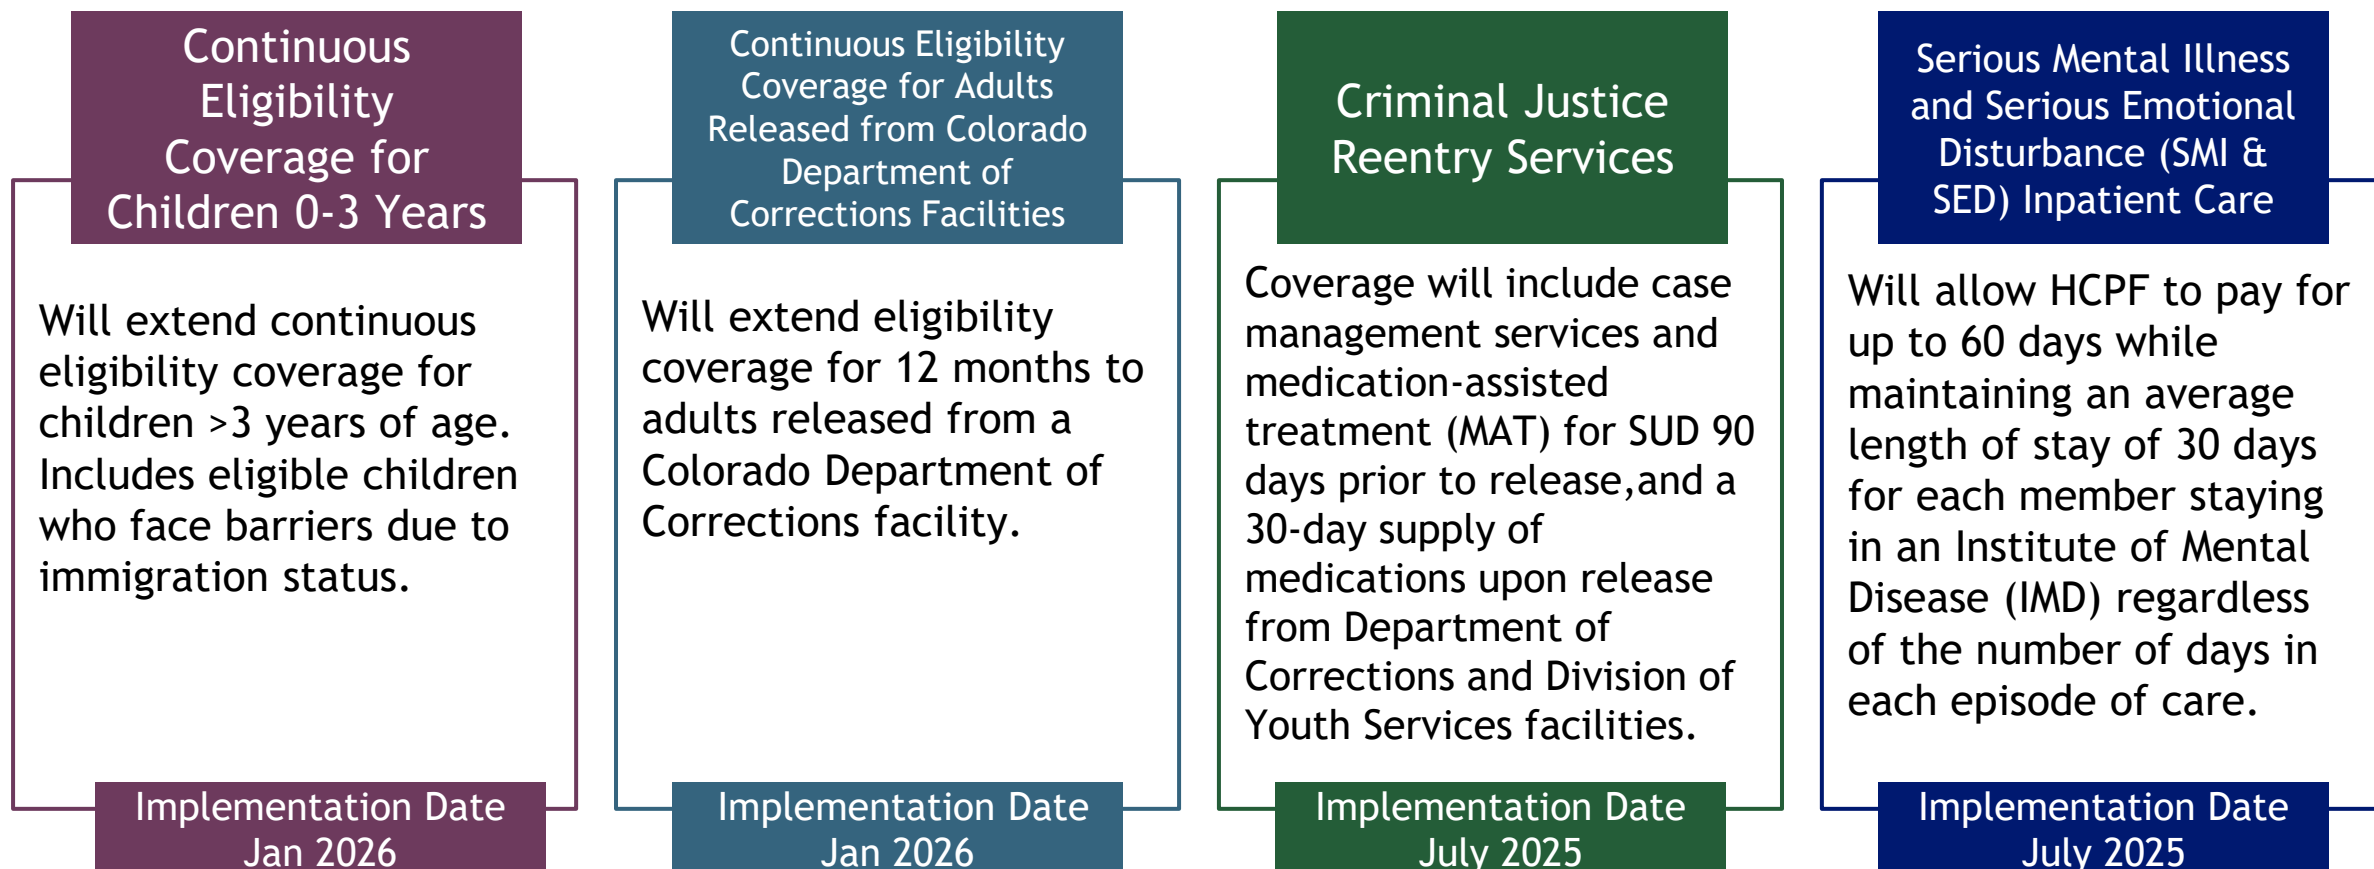 Continuous
Eligibility
Coverage for
Children 0-3 Years
Will extend continuous
eligibility coverage for
children >3 years of age.
Includes eligible children
who face barriers due to
immigration status.
Implementation Date
Jan 2026
Continuous Eligibility
Coverage for Adults
Released from Colorado
Department of
Corrections Facilities
Will extend eligibility
coverage for 12 months to
adults released from a
Colorado Department of
Corrections facility.
Implementation Date
Jan 2026
Criminal Justice
Reentry Services
Coverage will include case
management services and
medication-assisted
treatment (MAT) for SUD 90
days prior to release,and a
30-day supply of
medications upon release
from Department of
Corrections and Division of
Youth Services facilities.
Implementation Date
July 2025
Serious Mental Illness
and Serious Emotional
Disturbance (SMI &
SED) Inpatient Care
Will allow HCPF to pay for
up to 60 days while
maintaining an average
length of stay of 30 days
for each member staying
in an Institute of Mental
Disease (IMD) regardless
of the number of days in
each episode of care.
Implementation Date
July 2025